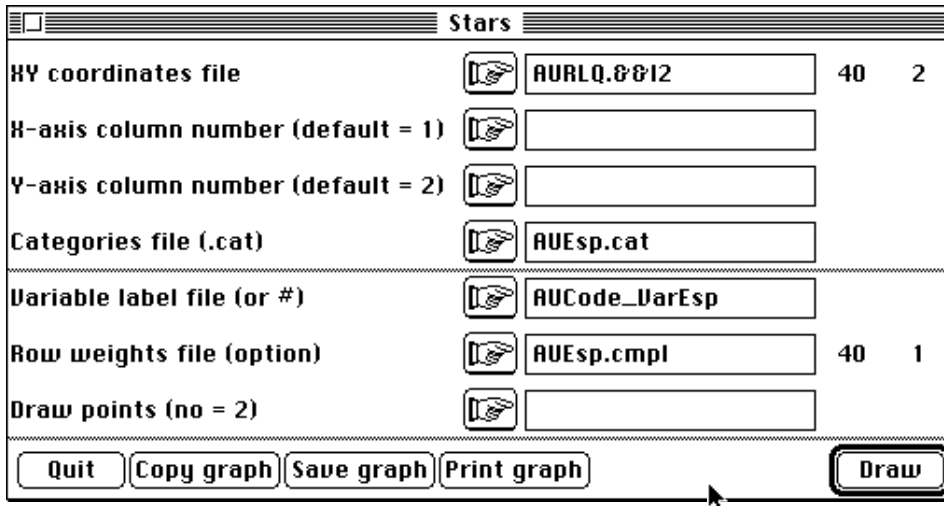 Stars
XY coordinates file AURLQ.&&l2 40 2
X-axis column number (default = 1)
Y-axis column number (default = 2)
Categories file (.cat) AUEsp.cat
Variable label file (or #) AUCode_VarEsp
Row weights file (option) AUEsp.cmpl 40 1
Draw points (no = 2)
Quit Copy graph Save graph Print graph Draw